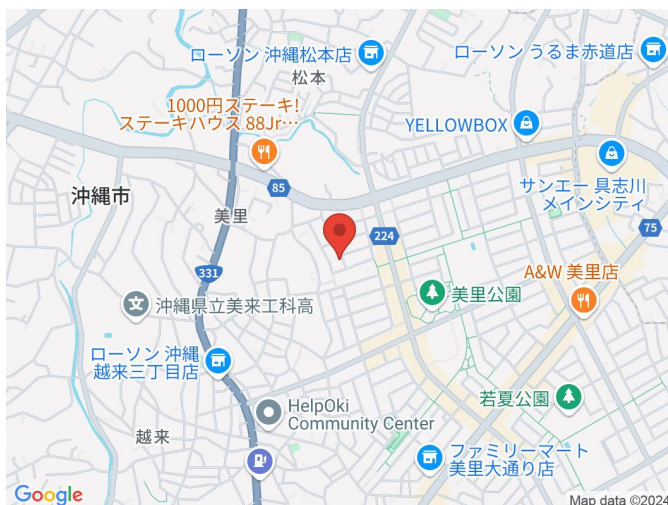 ローソン 沖縄松本店
松本
ローソン うるま赤道店
1000円ステーキ!
ステーキハウス 88Jr…
YELLOWBOX
サンエー 具志川
メインシティ
沖縄市
85
美里
224
75
331
A&W 美里店
沖縄県立美来工科高
美里公園
ローソン 沖縄
越来三丁目店
若夏公園
HelpOki
Community Center
越来
ファミリーマート
美里大通り店
Google
Map data ©2024